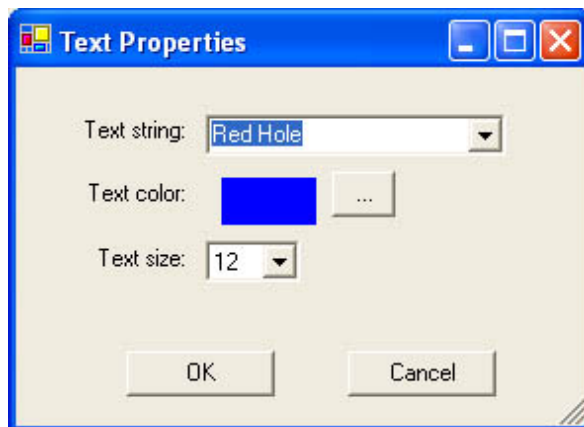 Text Properties
Text string: Red Hole
Text color: ...
Text size: 12
OK Cancel